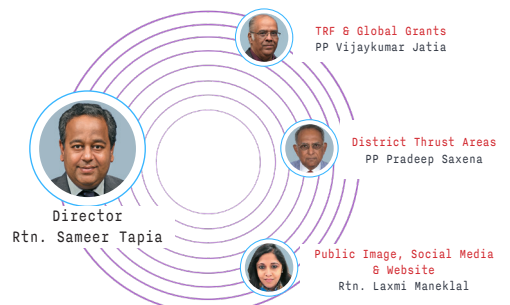 TRF & Global Grants
PP Vijaykumar Jatia
District Thrust Areas
PP Pradeep Saxena
Director
Rtn. Sameer Tapia
Public Image, Social Media
& Website
Rtn. Laxmi Maneklal